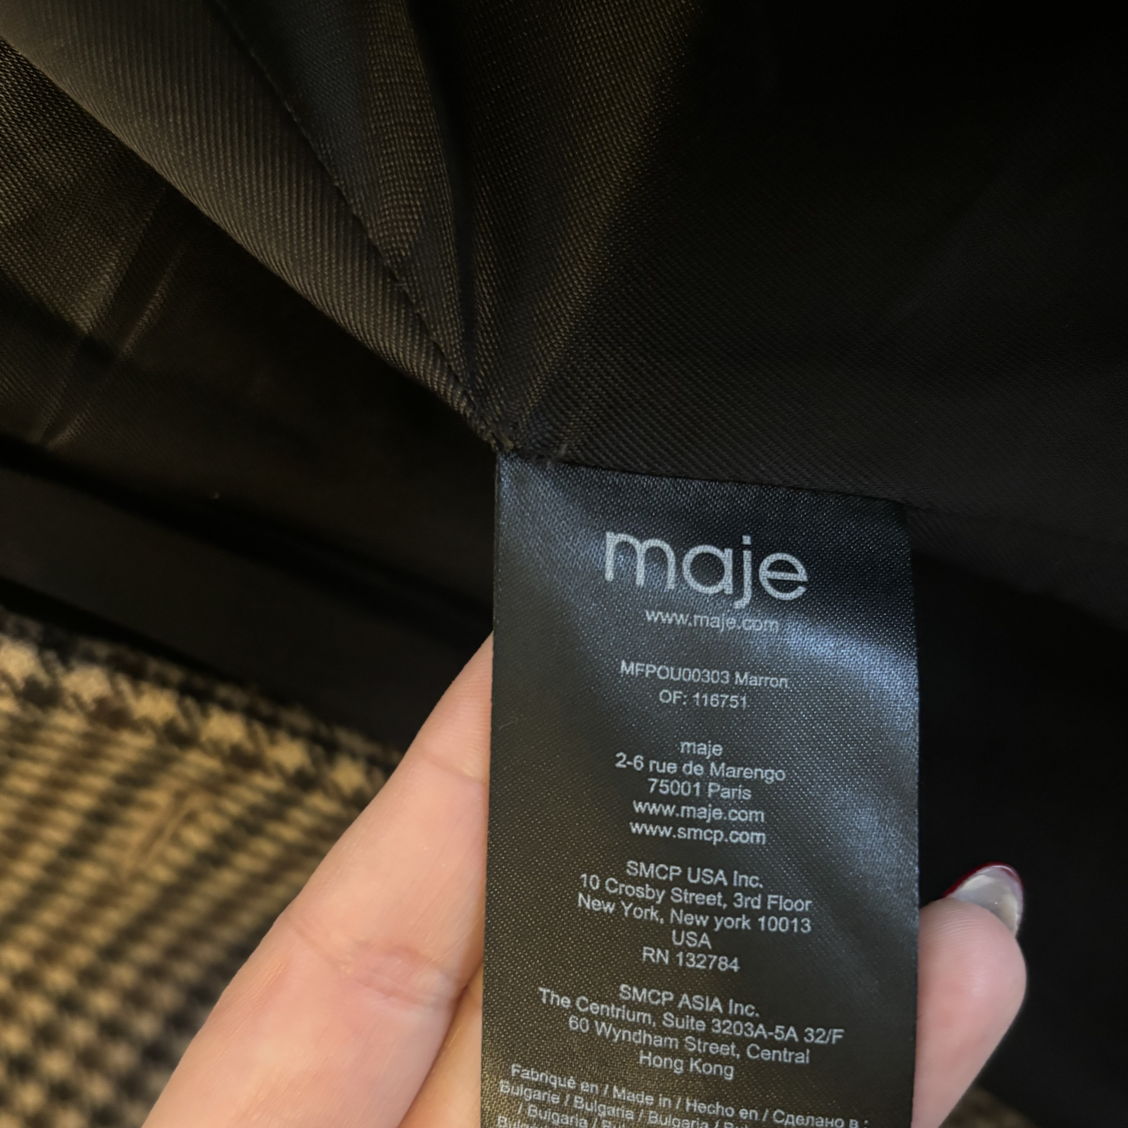 maje
www.maje.com
MFPOU00303 Marron
OF: 116751
maje
2-6 rue de Marengo
75001 Paris
www.maje.com
www.smcp.com
SMCP USA Inc.
10 Crosby Street, 3rd Floor
New York, New york 10013
USA
RN 132784
SMCP ASIA Inc.
The Centrium, Suite 3203A-5A 32/F
60 Wyndham Street, Central
Hong Kong
Fabriqué en / Made in / Hecho en / Сделано в :
Bulgarie / Bulgaria / Bulgaria /
/ Bulgaria / Bulgaria